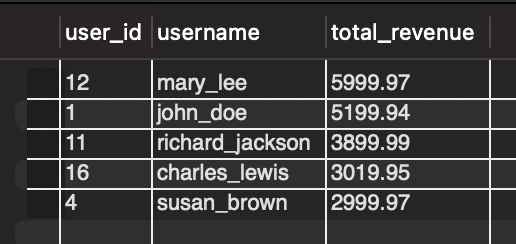 user_id username total_revenue
12 mary_lee 5999.97
1 john_doe 5199.94
11 richard_jackson 3899.99
16 charles_lewis 3019.95
4 susan_brown 2999.97